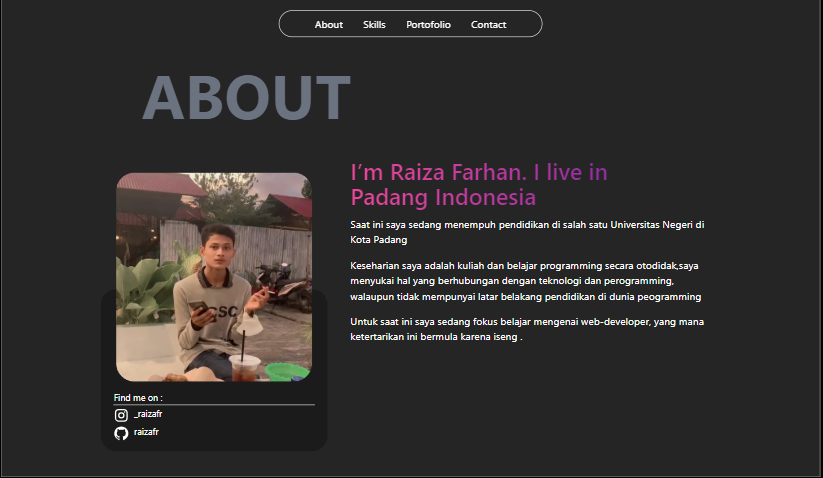 About Skills Portofolio Contact
ABOUT
I'm Raiza Farhan. I live in
Padang Indonesia
Saat ini saya sedang menempuh pendidikan di salah satu Universitas Negeri di
Kota Padang
Keseharian saya adalah kuliah dan belajar programming secara otodidak,saya
menyukai hal yang berhubungan dengan teknologi dan perogramming,
walaupun tidak mempunyai latar belakang pendidikan di dunia peogramming
Untuk saat ini saya sedang fokus belajar mengenai web-developer, yang mana
ketertarikan ini bermula karena iseng .
Find me on :
_raizafr
raizafr